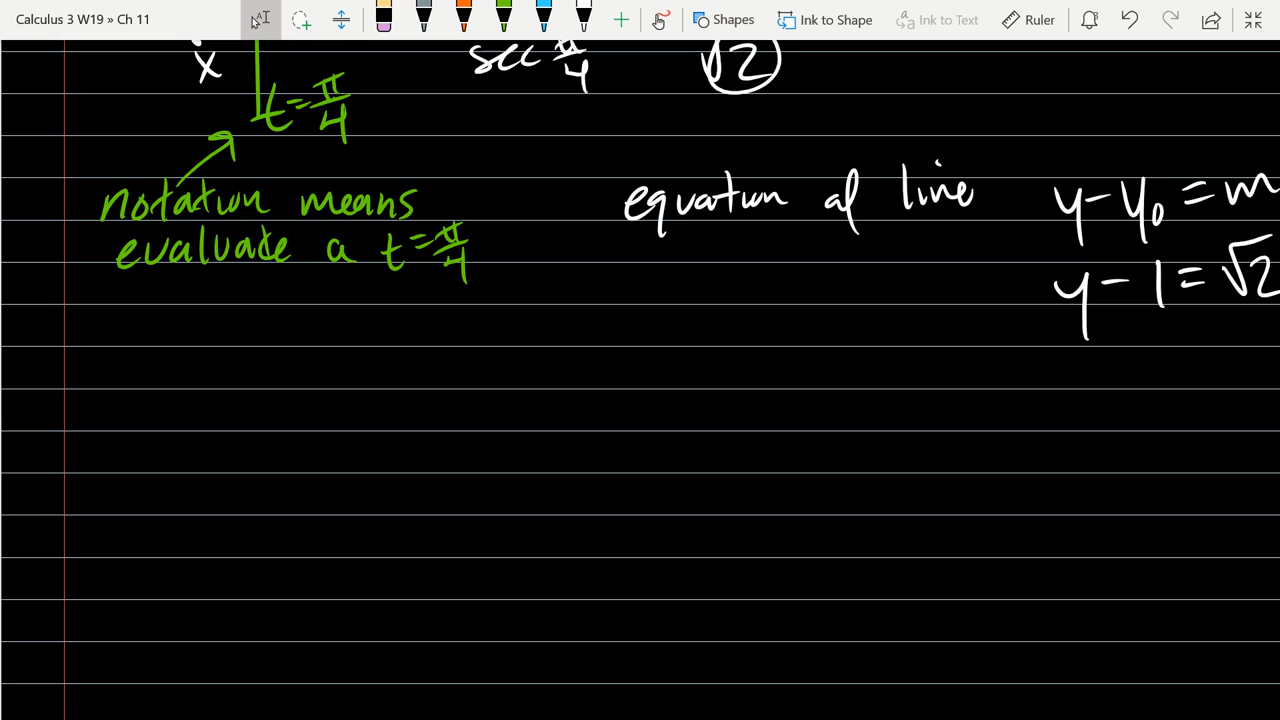 Calculus 3 W19 » Ch 11
Shapes
Ink to Shape
Ink to Text
Ruler
ẋ
sec π/4
√2
t=π/4
notation means
evaluate a t=π/4
equation of line
y-y₀=m
y-1=√2